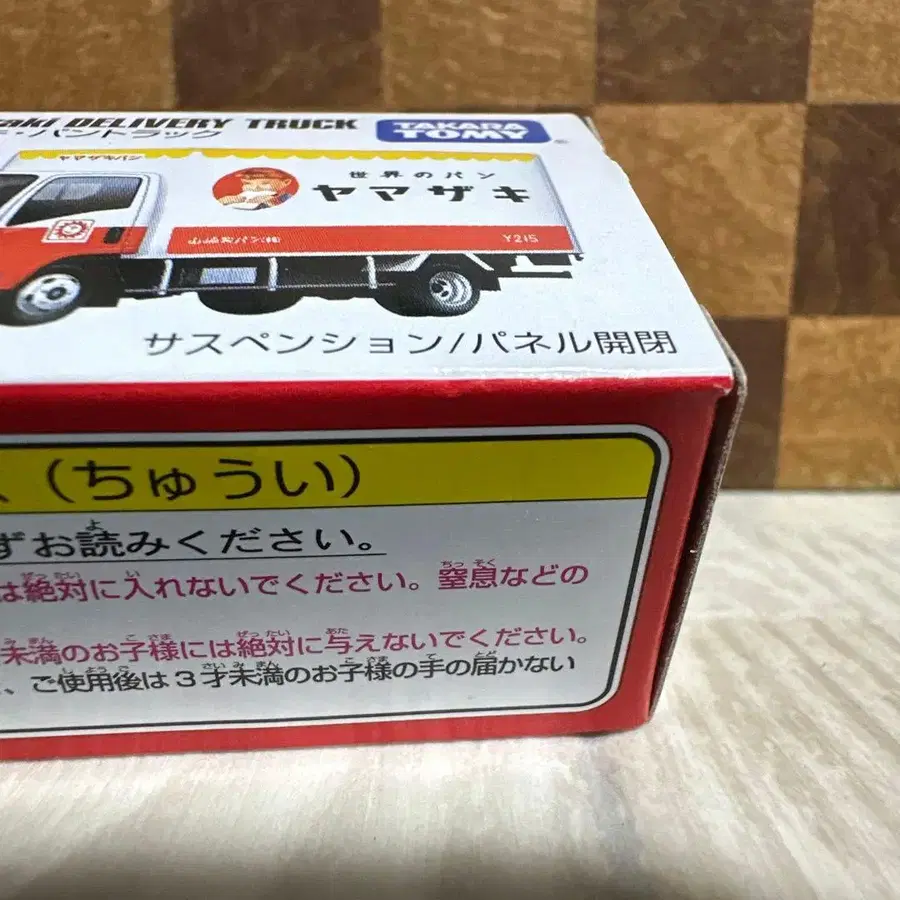 aki DELIVERY TRUCK
TAKARA TOMY
・パントラック
ヤマザキパン
世界のパン
ヤマザキ
Y215
サスペンション/パネル開閉
(ちゅうい)
ずお読みください。
は絶対に入れないでください。窒息などの
未満のお子様には絶対に与えないでください。
、ご使用後は3才未満のお子様の手の届かない